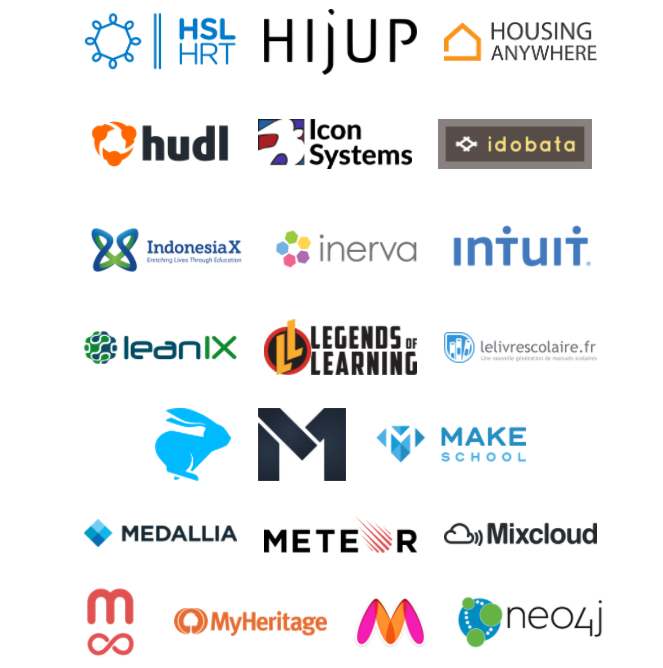 HSL
HRT
HIJUP
HOUSING
ANYWHERE
hudl
Icon
Systems
idobata
IndonesiaX
Enriching Lives Through Education
inerva
intuit
leanIX
LL
LEGENDS OF
LEARNING
lelivrescolaire.fr
Une nouvelle génération de manuels scolaires
M
MAKE
SCHOOL
MEDALLIA
METEOR
Mixcloud
m
MyHeritage
M
neo4j